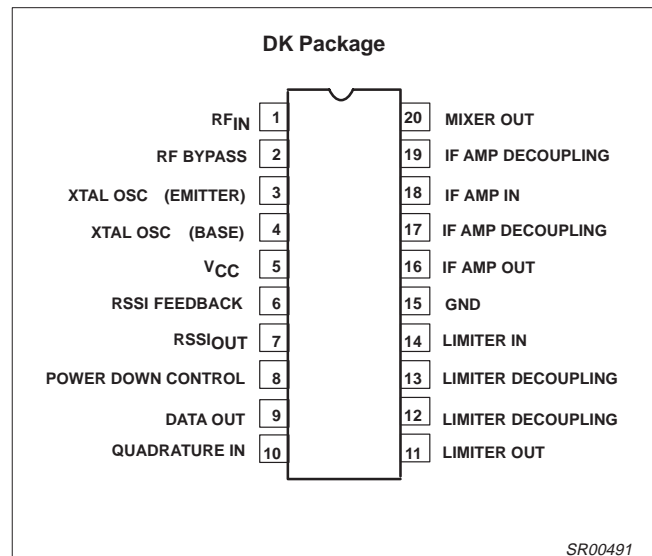 DK Package
RFIN 1 20 MIXER OUT
RF BYPASS 2 19 IF AMP DECOUPLING
XTAL OSC (EMITTER) 3 18 IF AMP IN
XTAL OSC (BASE) 4 17 IF AMP DECOUPLING
VCC 5 16 IF AMP OUT
RSSI FEEDBACK 6 15 GND
RSSIOUT 7 14 LIMITER IN
POWER DOWN CONTROL 8 13 LIMITER DECOUPLING
DATA OUT 9 12 LIMITER DECOUPLING
QUADRATURE IN 10 11 LIMITER OUT
SR00491